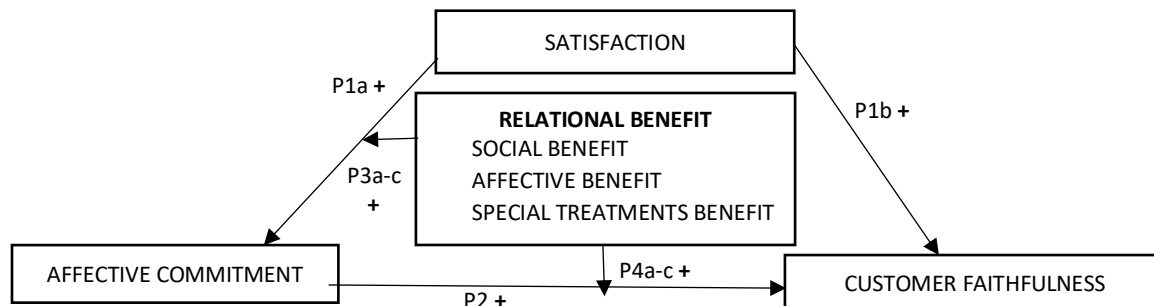 SATISFACTION
P1a +
P1b +
RELATIONAL BENEFIT
SOCIAL BENEFIT
AFFECTIVE BENEFIT
SPECIAL TREATMENTS BENEFIT
P3a-c
+
AFFECTIVE COMMITMENT
P4a-c +
CUSTOMER FAITHFULNESS
P2 +